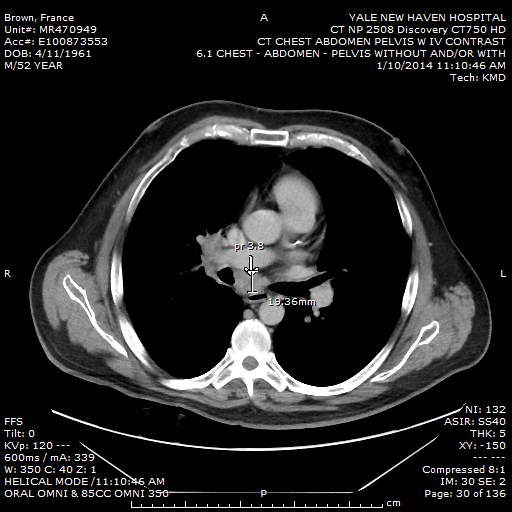 Brown, France
Unit#: MR470949
Acc#: E100873553
DOB: 4/11/1961
M/52 YEAR
A
YALE NEW HAVEN HOSPITAL
CT NP 2508 Discovery CT750 HD
CT CHEST ABDOMEN PELVIS W IV CONTRAST
6.1 CHEST - ABDOMEN - PELVIS WITHOUT AND/OR WITH
1/10/2014 11:10:46 AM
Tech: KMD
pr 3.8
R
L
19.36mm
FFS
Tilt: 0
KVp: 120 ---
600ms / mA: 339
W: 350 C: 40 Z: 1
HELICAL MODE /11:10:46 AM
ORAL OMNI & 85CC OMNI 350
P
cm
NI: 132
ASIR: SS40
THK: 5
XY: -150
--- ---
Compressed 8:1
IM: 30 SE: 2
Page: 30 of 136